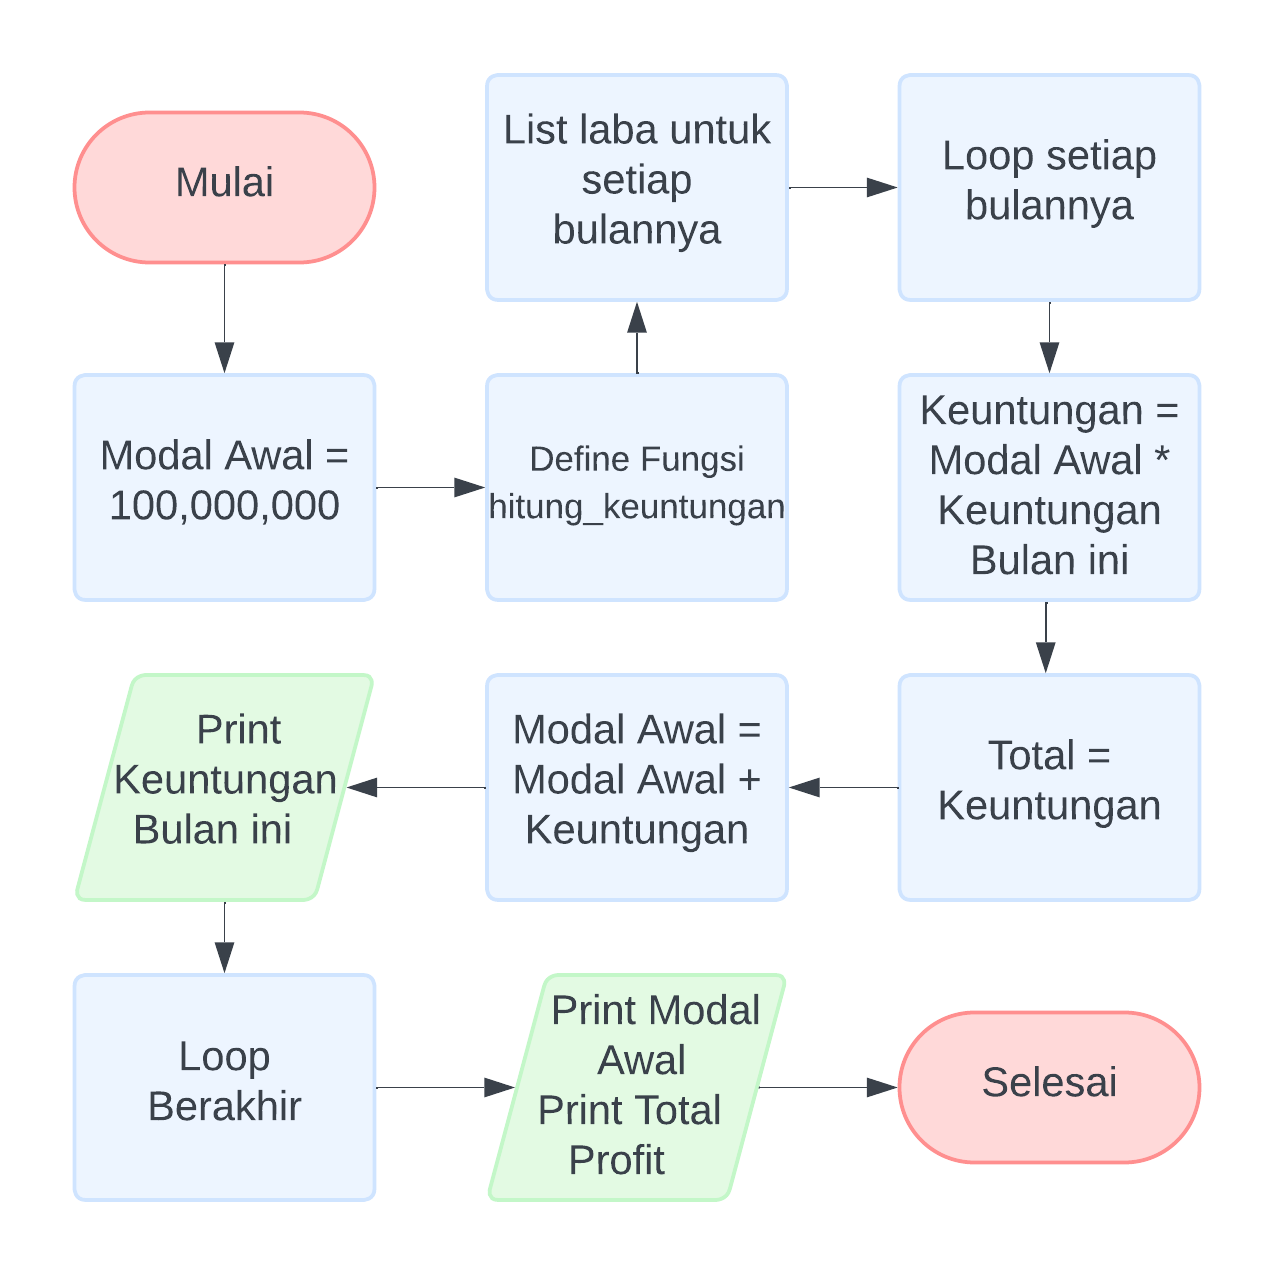 Mulai
Modal Awal =
100,000,000
Define Fungsi
hitung_keuntungan
List laba untuk
setiap
bulannya
Loop setiap
bulannya
Keuntungan =
Modal Awal *
Keuntungan
Bulan ini
Total =
Keuntungan
Modal Awal =
Modal Awal +
Keuntungan
Print
Keuntungan
Bulan ini
Loop
Berakhir
Print Modal
Awal
Print Total
Profit
Selesai